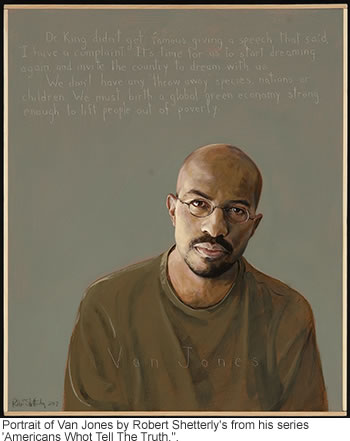 Dr. King didn't get famous giving a speech that said,
I have a complaint." It's time for us to start dreaming
again and invite the country to dream with us.
We don't have any throw away species, nations or
children. We must birth a global green economy strong
enough to lift people out of poverty.
Van Jones
Robert Shetterly
Portrait of Van Jones by Robert Shetterly's from his series
'Americans Whot Tell The Truth.".